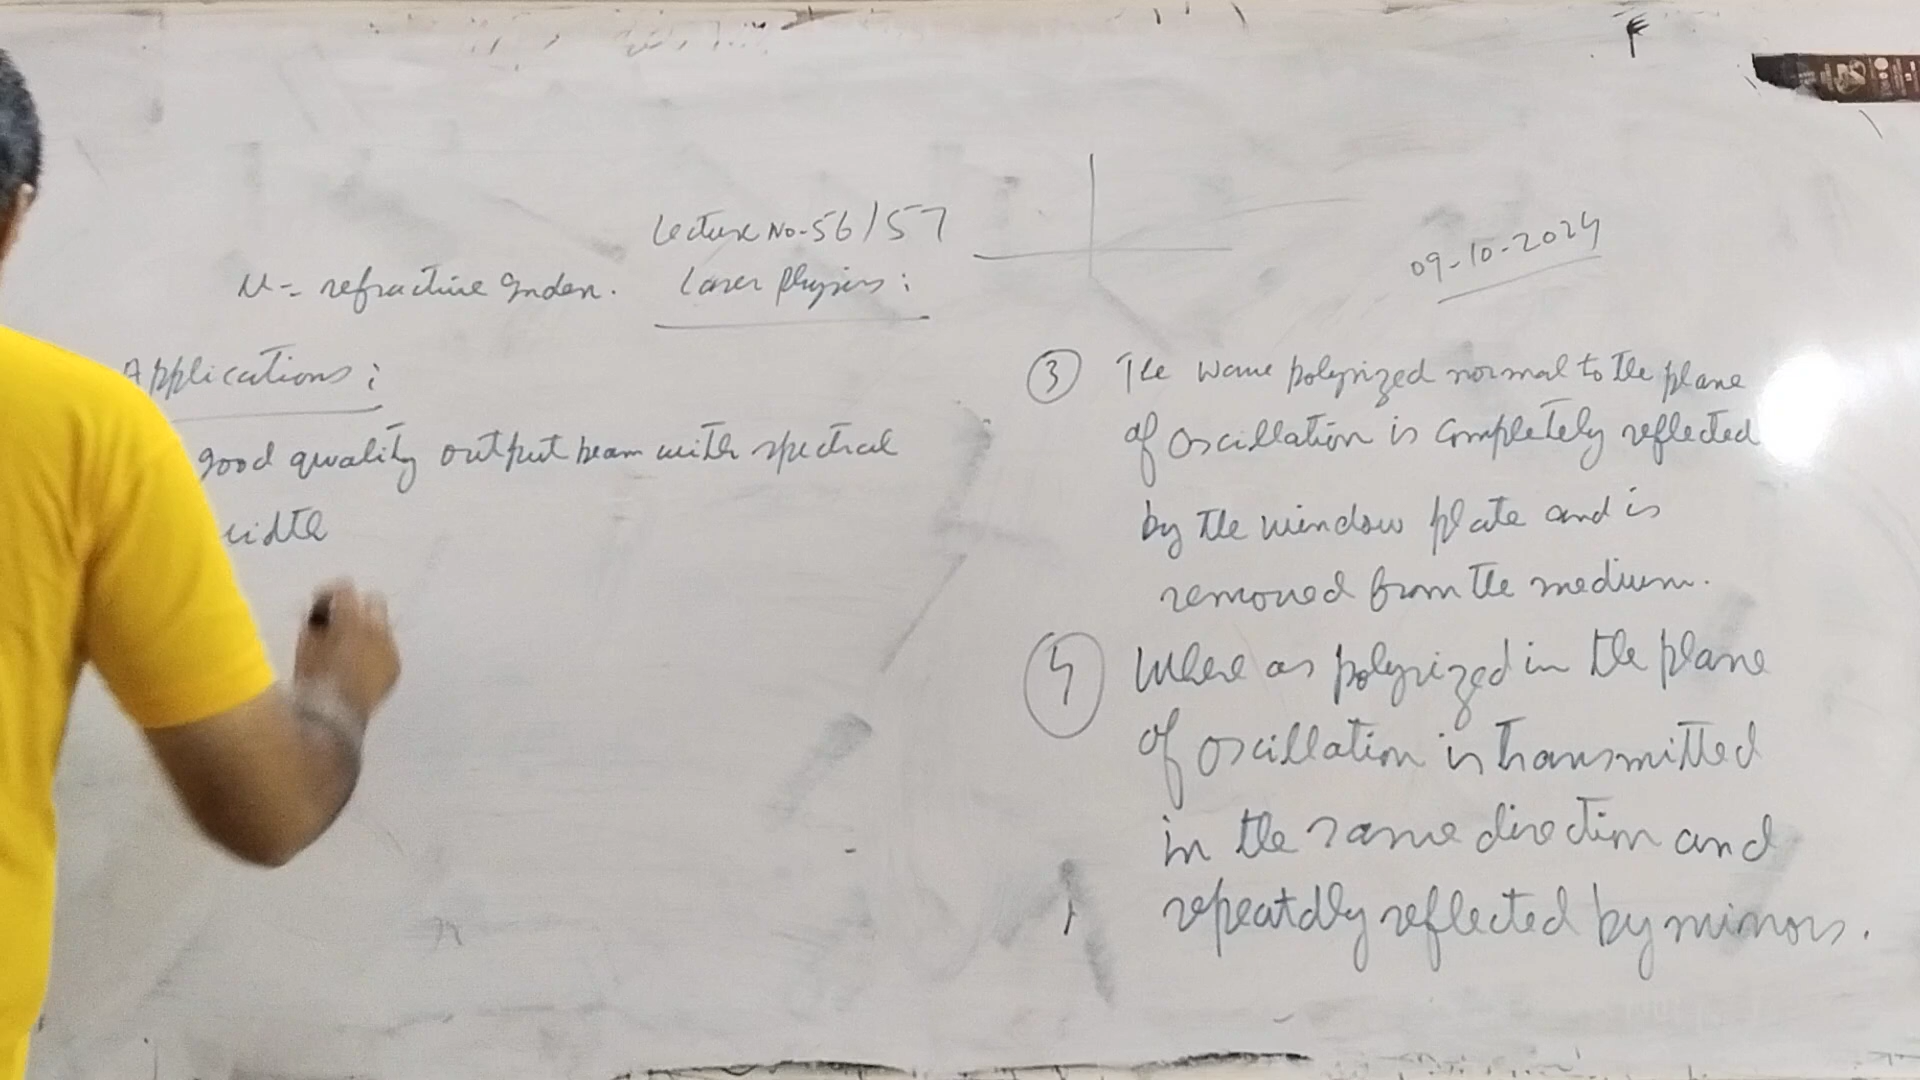 F
Lecture No-56/57
09-10-2024
μ = refractive Index.
Laser Physics:
Applications:
good quality output beam with spectral
width
③ The wave polyrized normal to the plane
of oscillation is completely reflected
by the window plate and is
removed from the medium.
④ Where as polyrized in the plane
of oscillation is transmitted
in the same direction and
repeatdly reflected by mirrors.